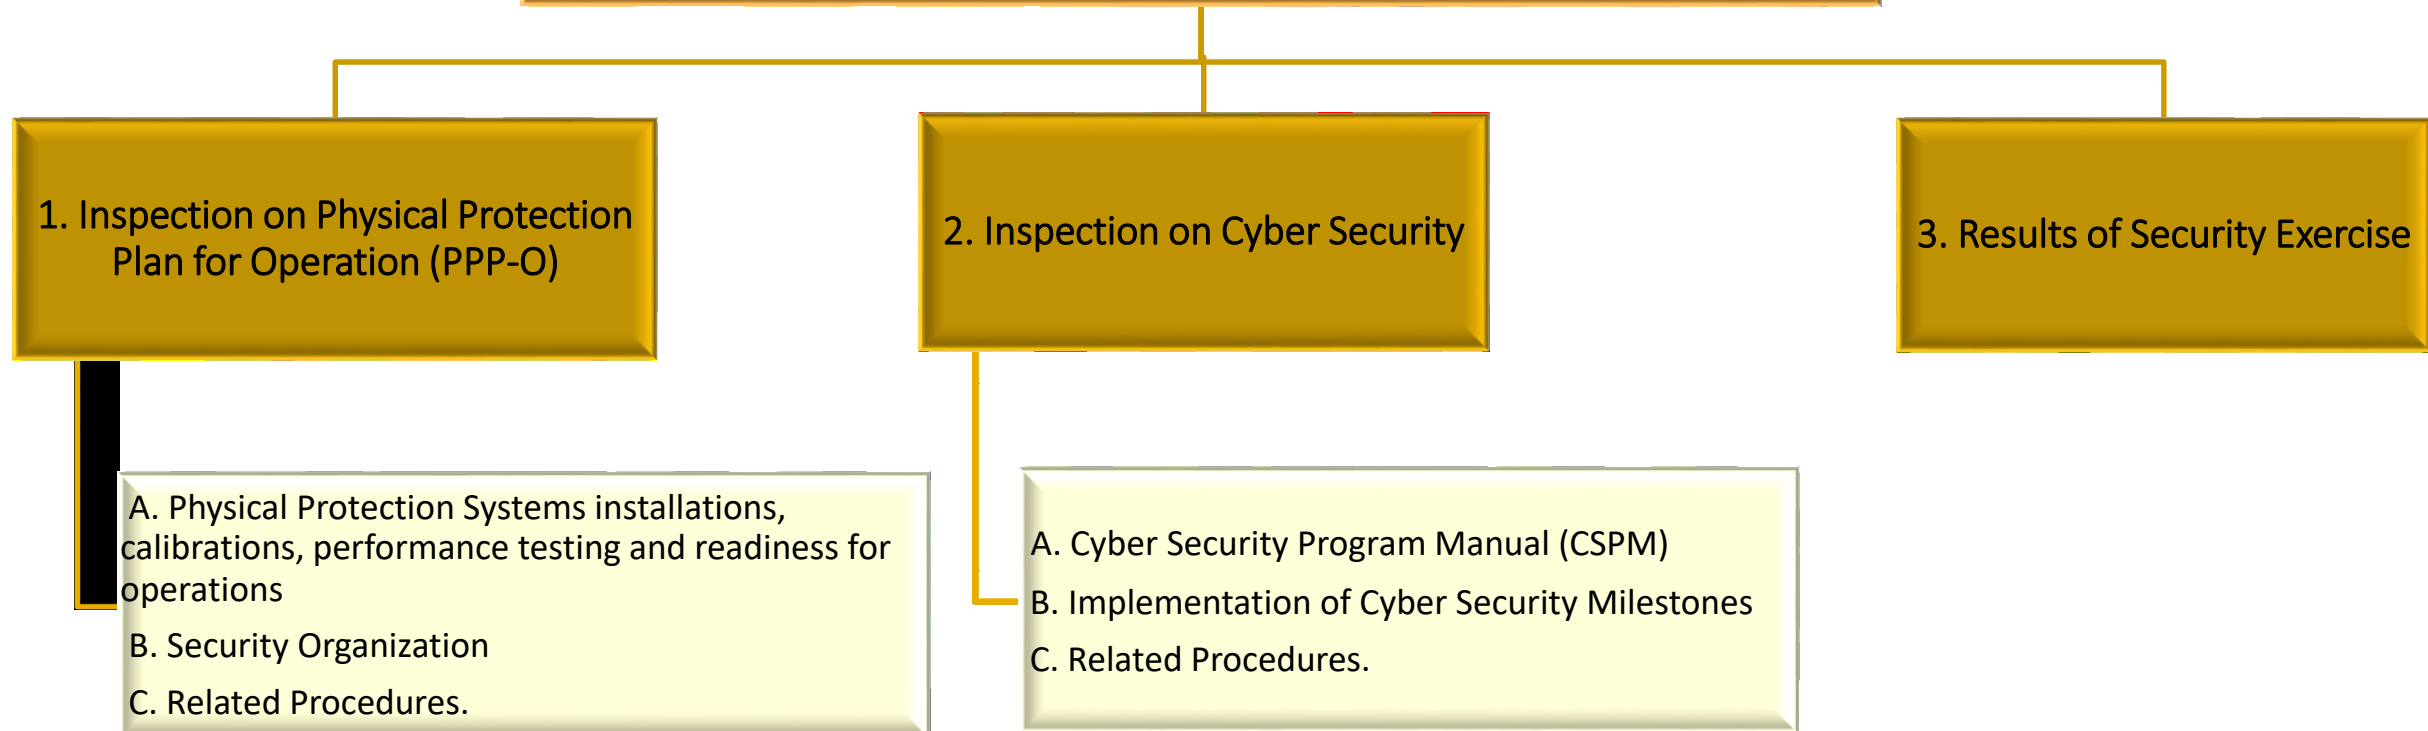 1. Inspection on Physical Protection
Plan for Operation (PPP-O)
2. Inspection on Cyber Security
3. Results of Security Exercise
A. Physical Protection Systems installations,
calibrations, performance testing and readiness for
operations
B. Security Organization
C. Related Procedures.
A. Cyber Security Program Manual (CSPM)
B. Implementation of Cyber Security Milestones
C. Related Procedures.